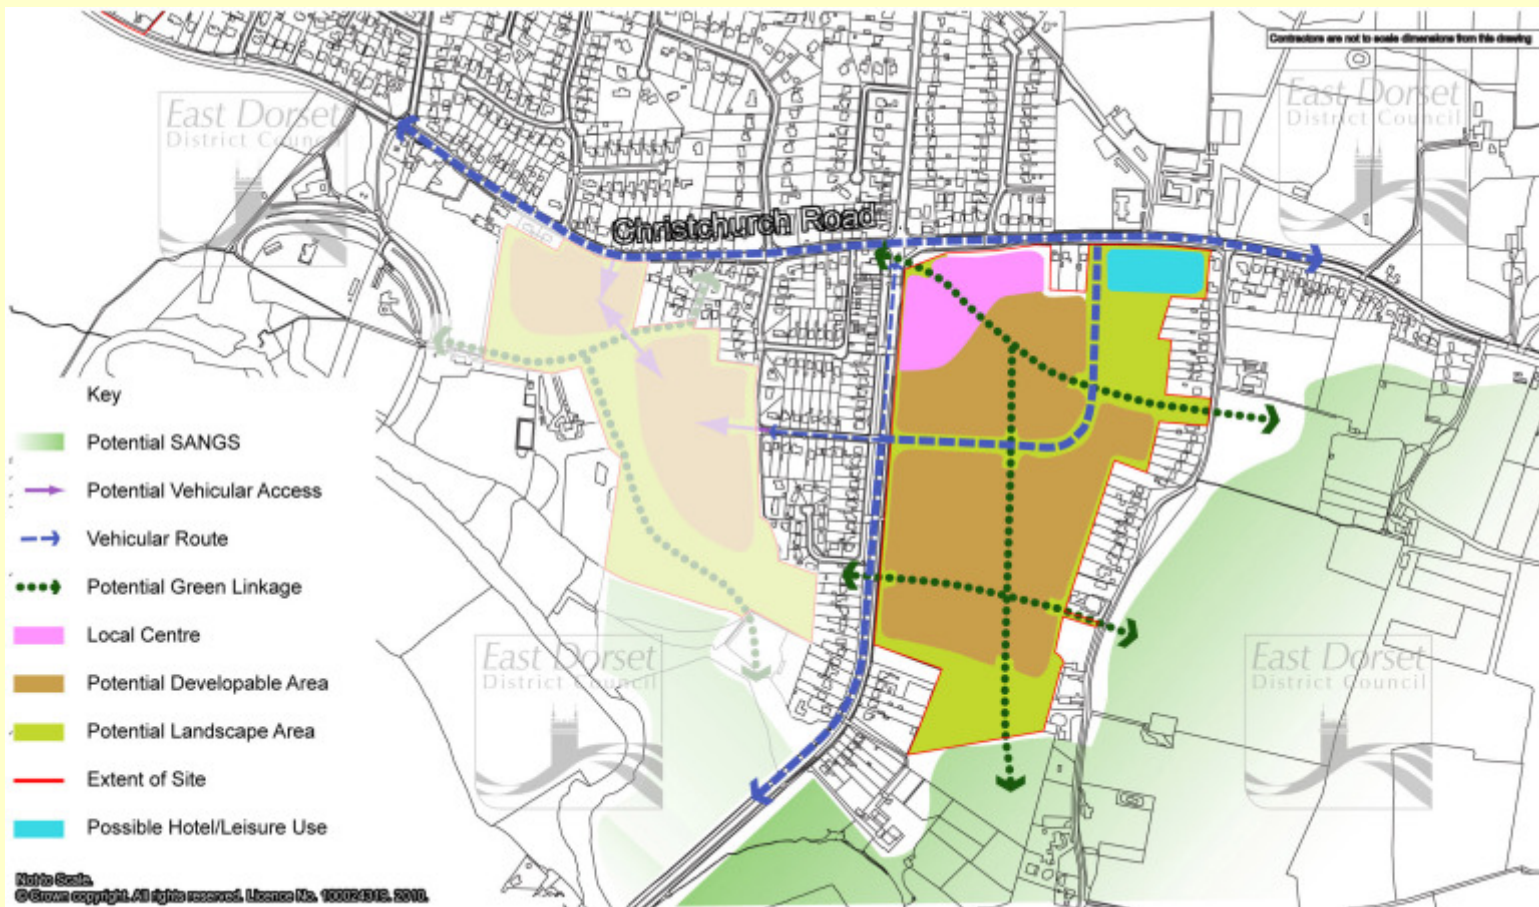 Contractors are not to scale dimensions from this drawing
East Dorset
District Council
East Dorset
District Council
Christchurch Road
Key
Potential SANGS
Potential Vehicular Access
Vehicular Route
Potential Green Linkage
Local Centre
Potential Developable Area
Potential Landscape Area
Extent of Site
Possible Hotel/Leisure Use
East Dorset
District Council
East Dorset
District Council
Not to Scale.
© Crown copyright. All rights reserved. Licence No. 100024319. 2010.